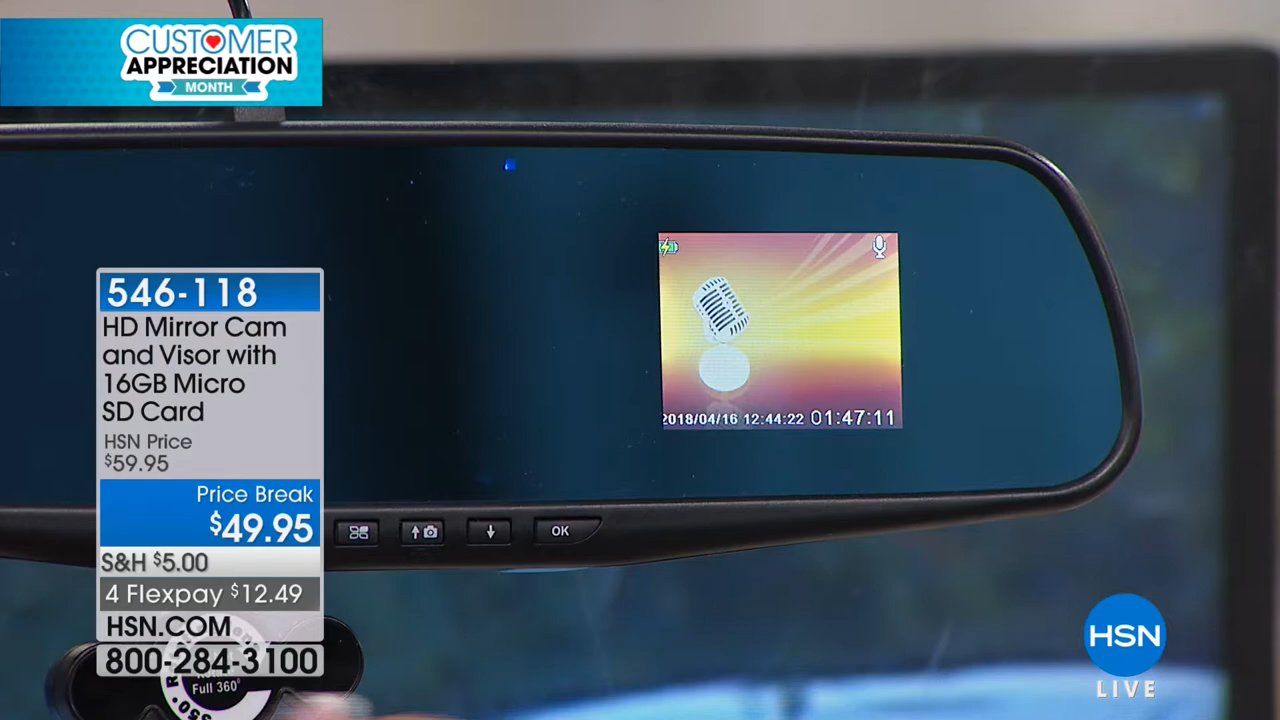 CUSTOMER
APPRECIATION
MONTH
546-118
HD Mirror Cam
and Visor with
16GB Micro
SD Card
HSN Price
$59.95
Price Break
$49.95
S&H $5.00
4 Flexpay $12.49
HSN.COM
800-284-3100
2018/04/16 12:44:22 01:47:11
OK
Full 360°
HSN
LIVE